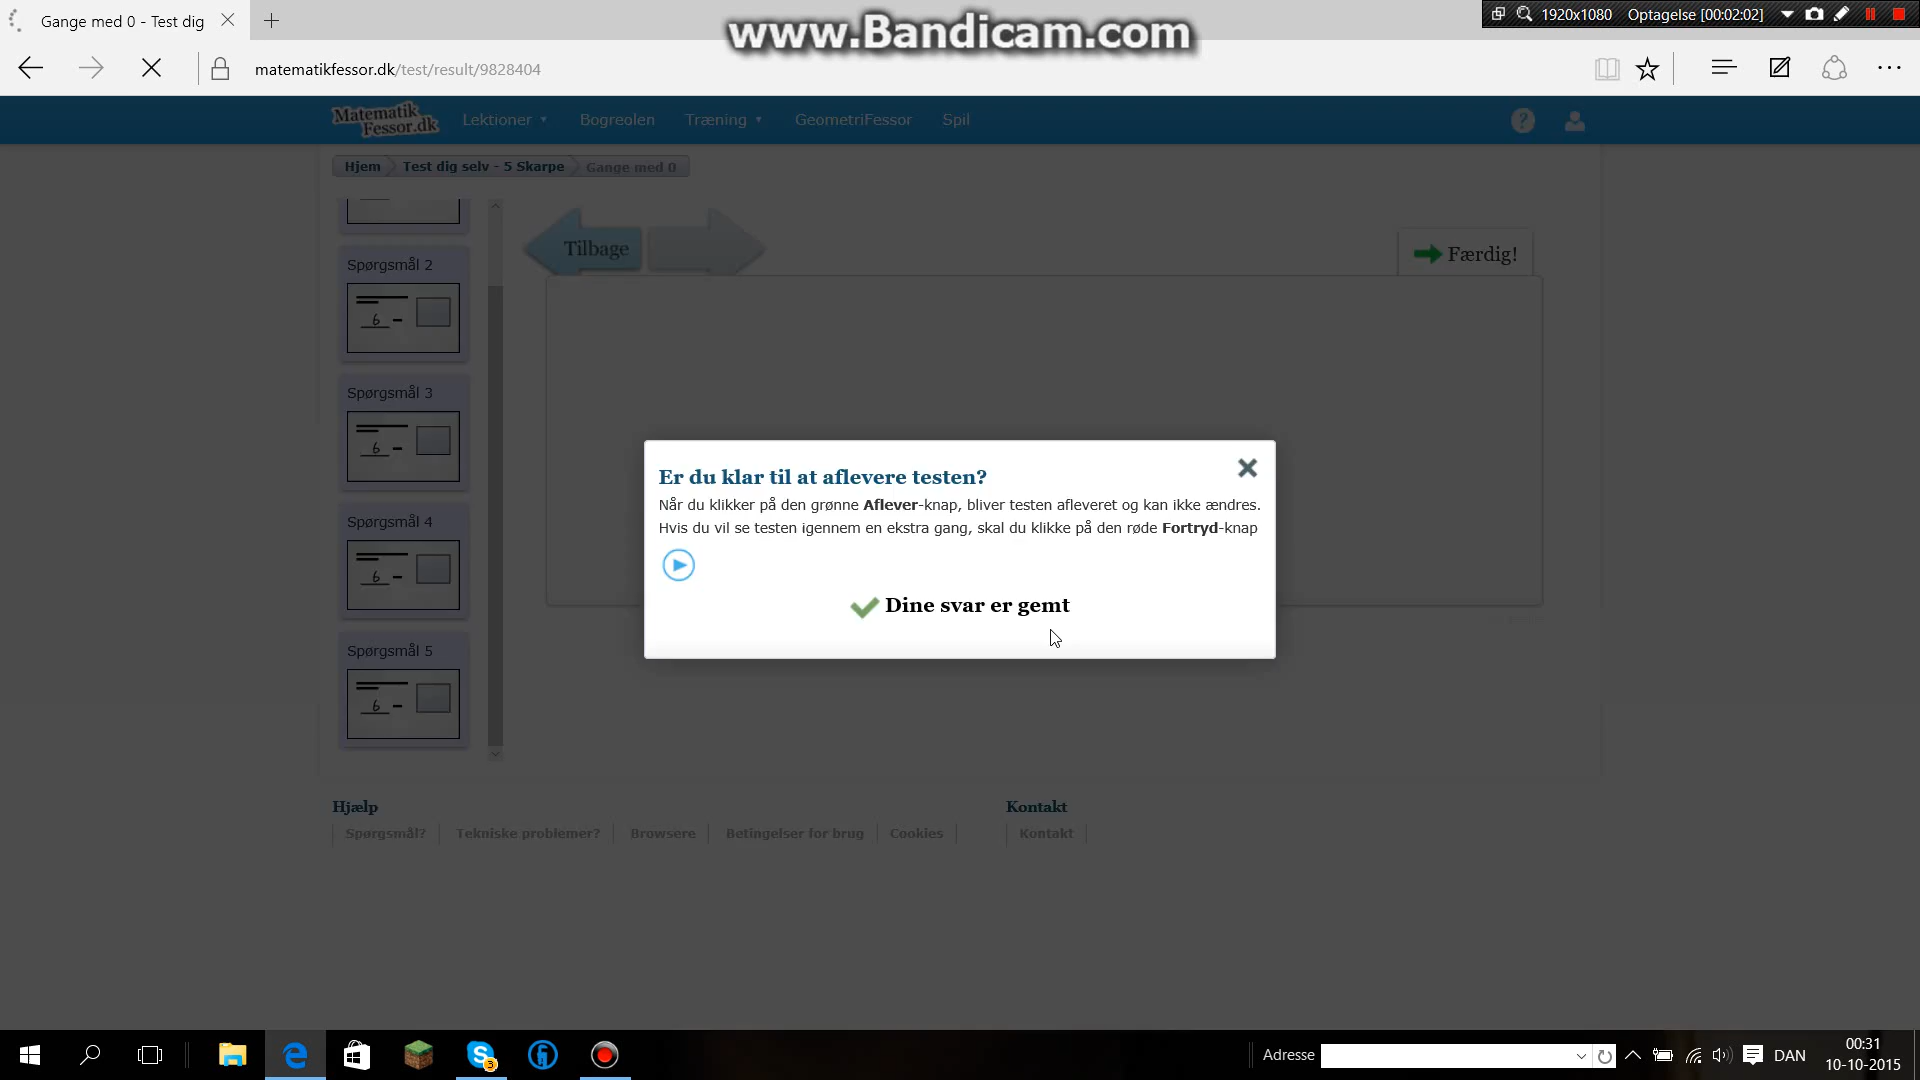 Gange med 0 - Test dig
www.Bandicam.com
1920x1080 Optagelse [00:02:02]
matematikfessor.dk/test/result/9828404
Matematik
Fessor.dk
Lektioner Bogreolen Træning GeometriFessor Spil
?
Hjem Test dig selv - 5 Skarpe Gange med 0
Tilbage
Færdig!
Spørgsmål 2
6 -
Spørgsmål 3
6 -
Spørgsmål 4
6 -
Spørgsmål 5
6 -
Er du klar til at aflevere testen?
Når du klikker på den grønne Aflever-knap, bliver testen afleveret og kan ikke ændres.
Hvis du vil se testen igennem en ekstra gang, skal du klikke på den røde Fortryd-knap
Dine svar er gemt
Hjælp
Spørgsmål? Tekniske problemer? Browsere Betingelser for brug Cookies
Kontakt
Kontakt
3
Adresse
DAN
00:31
10-10-2015